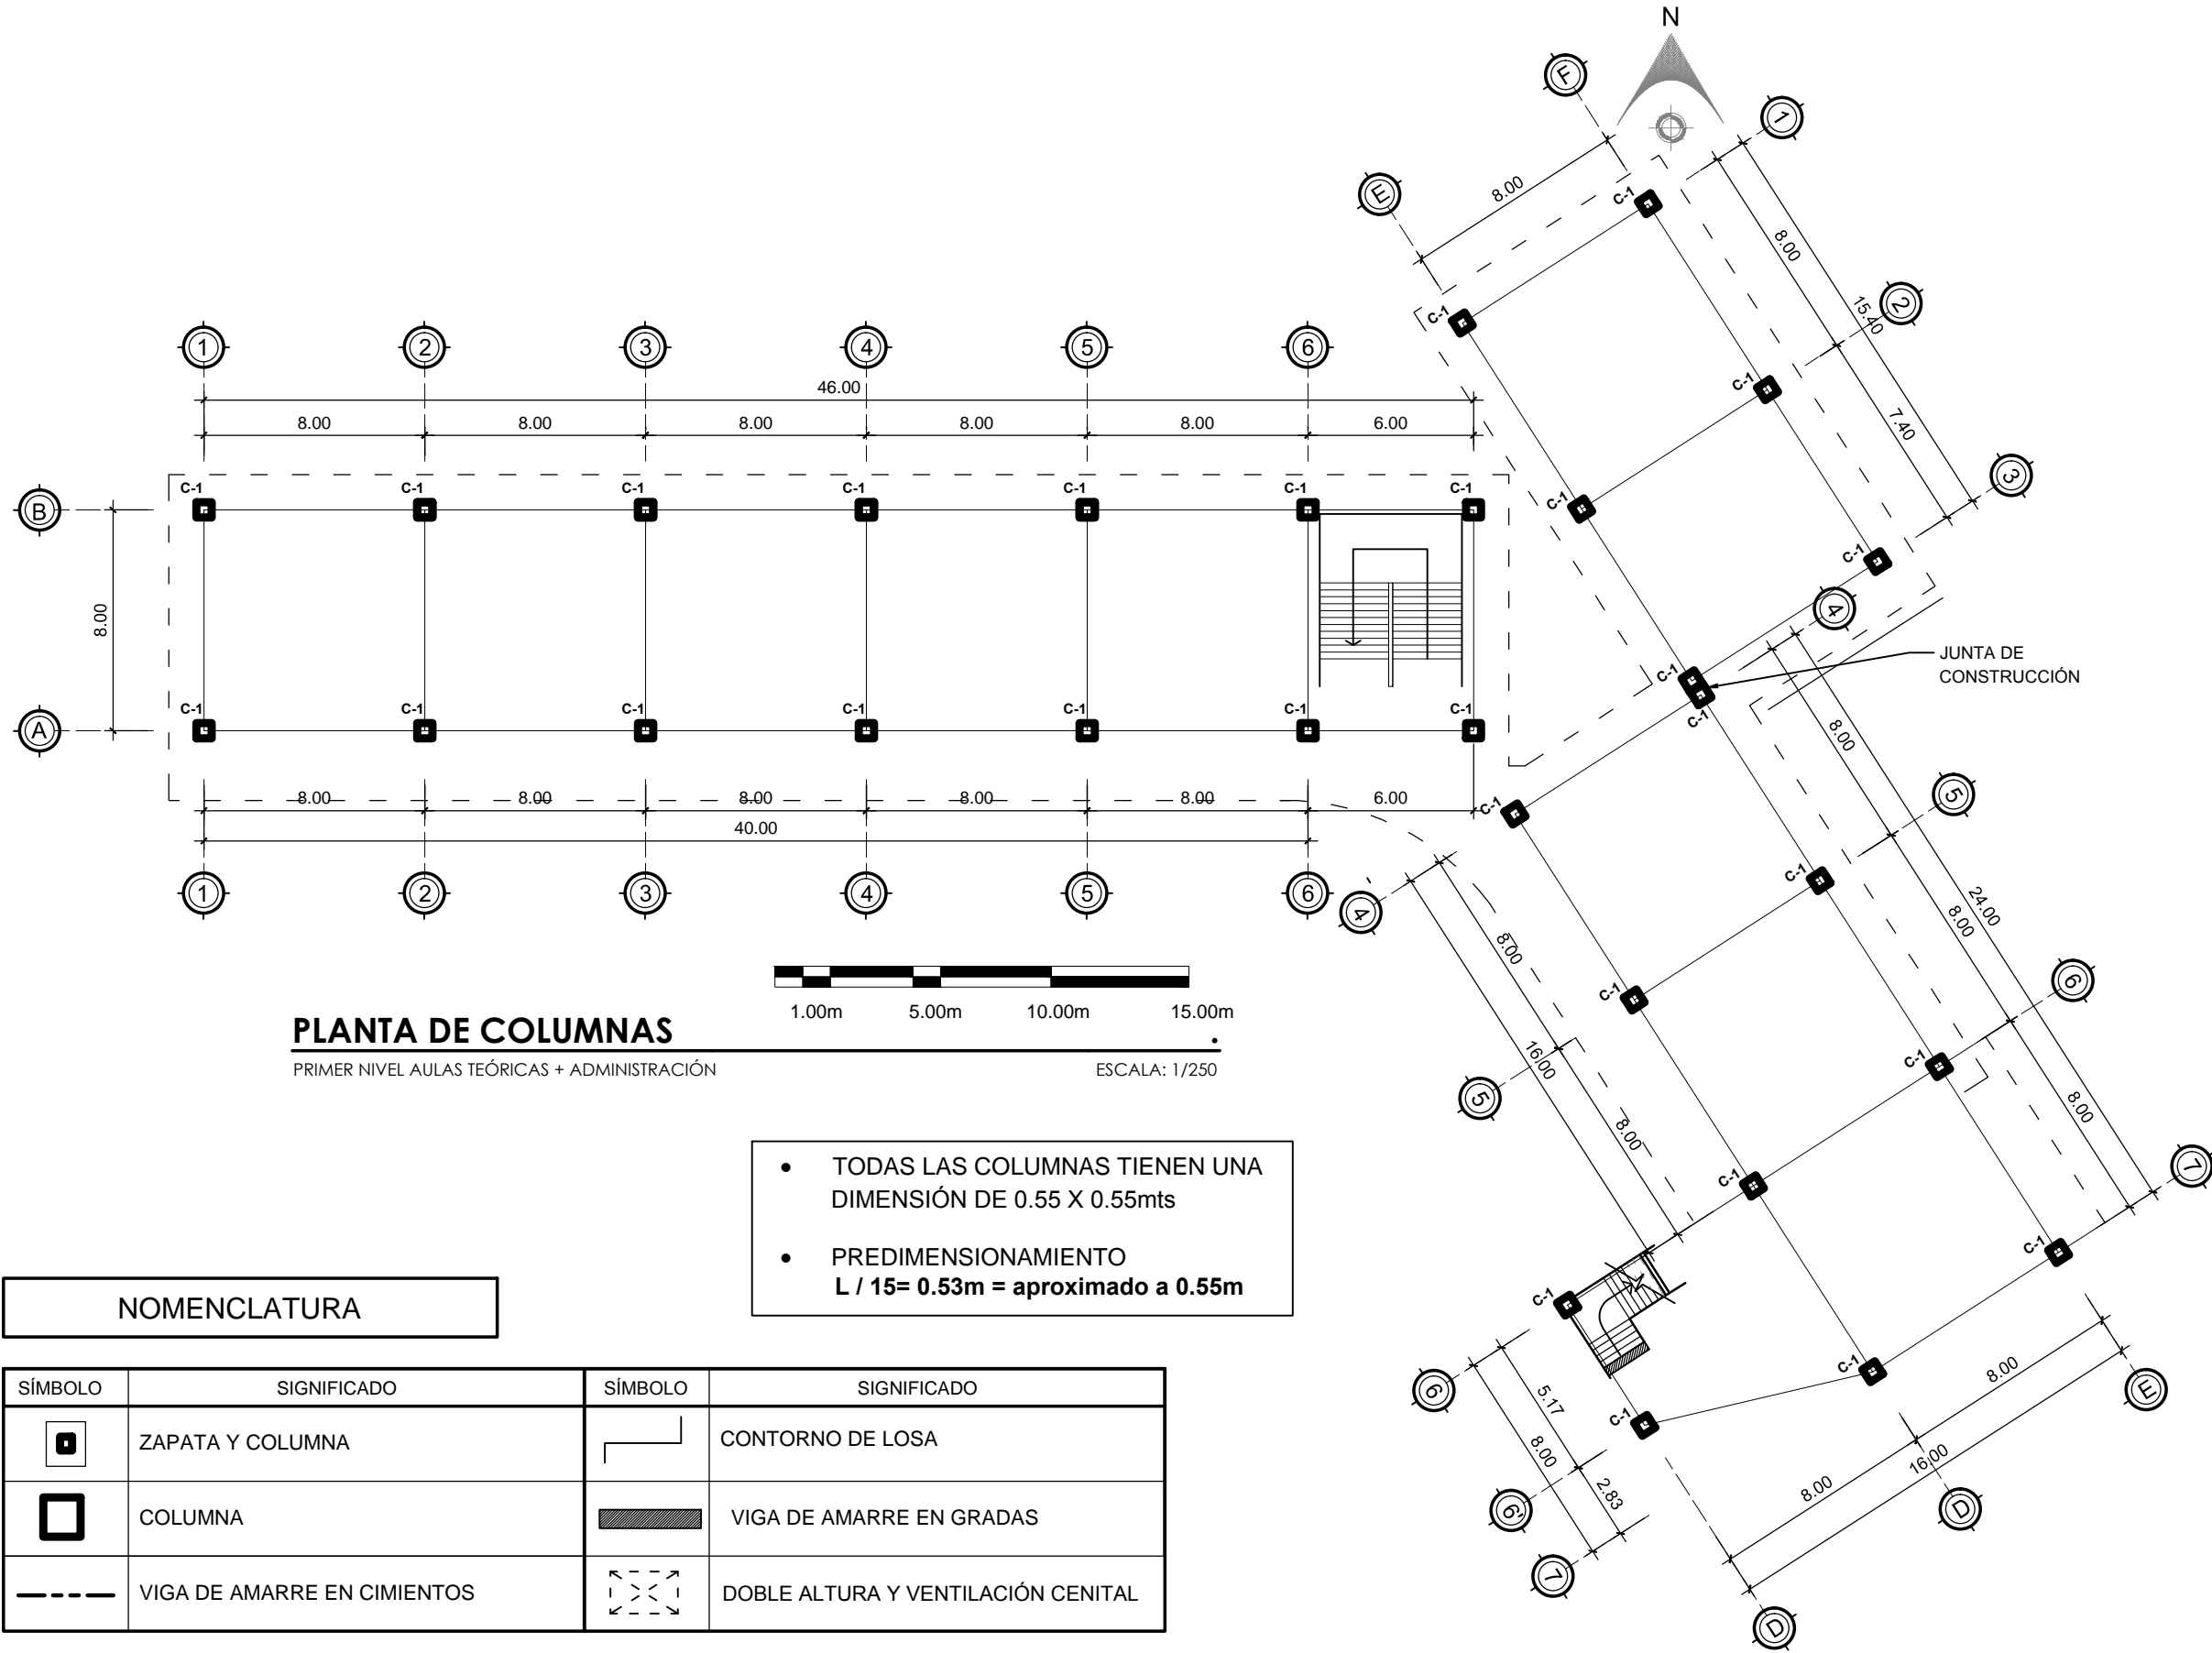 N
F
1
E
8.00
C-1
8.00
15.40
2
C-1
C-1
7.40
3
C-1
C-1
4
C-1
JUNTA DE
CONSTRUCCIÓN
C-1
1 2 3 4 5 6
46.00
8.00 8.00 8.00 8.00 8.00 6.00
B
C-1 C-1 C-1 C-1 C-1 C-1 C-1
8.00
A
C-1 C-1 C-1 C-1 C-1 C-1 C-1
8.00 8.00 8.00 8.00 8.00 6.00
40.00
1 2 3 4 5 6
8.00
5
C-1
C-1
4
8.00
24.00
8.00
C-1
6
16.00
5
C-1
8.00
8.00
C-1
7
C-1
C-1
C-1
8.00
E
6
5.17
C-1
8.00
16.00
8.00
D
2.83
6'
7
D
1.00m 5.00m 10.00m 15.00m
PLANTA DE COLUMNAS .
PRIMER NIVEL AULAS TEÓRICAS + ADMINISTRACIÓN ESCALA: 1/250
• TODAS LAS COLUMNAS TIENEN UNA
DIMENSIÓN DE 0.55 X 0.55mts
• PREDIMENSIONAMIENTO
L / 15= 0.53m = aproximado a 0.55m
NOMENCLATURA
SÍMBOLO SIGNIFICADO SÍMBOLO SIGNIFICADO
ZAPATA Y COLUMNA CONTORNO DE LOSA
COLUMNA VIGA DE AMARRE EN GRADAS
VIGA DE AMARRE EN CIMIENTOS DOBLE ALTURA Y VENTILACIÓN CENITAL